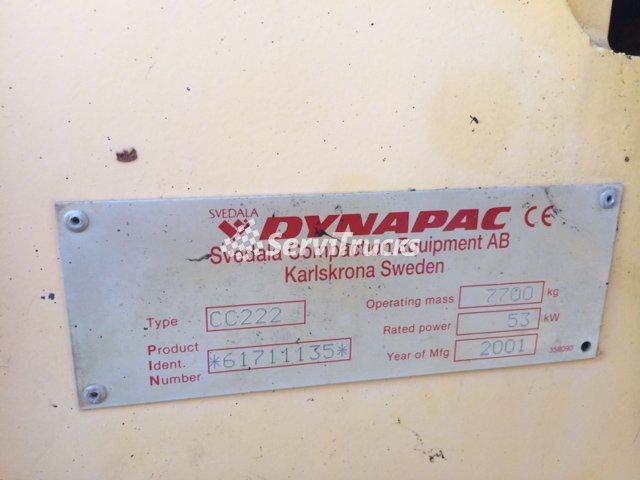 SVEDALA
DYNAPAC CE
Svedala Compaction Equipment AB
Karlskrona Sweden
ServiTrucks
Type CC222
Operating mass 7700 kg
Rated power 53 kW
Product Ident. Number *61711135*
Year of Mfg 2001
358090